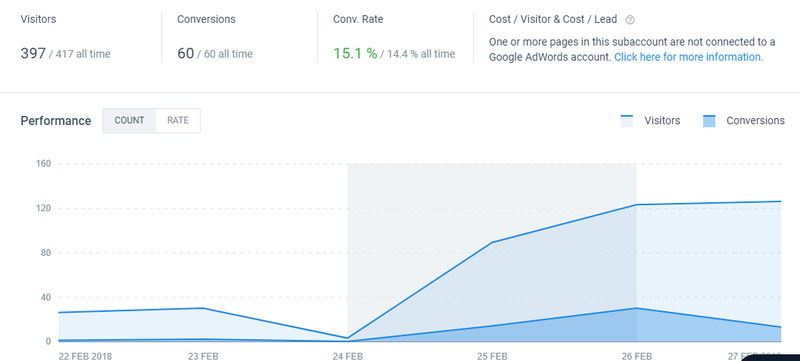 Visitors
397 / 417 all time
Conversions
60 / 60 all time
Conv. Rate
15.1 % / 14.4 % all time
Cost / Visitor & Cost / Lead ?
One or more pages in this subaccount are not connected to a
Google AdWords account. Click here for more information.
Performance
COUNT
RATE
Visitors
Conversions
160
120
80
40
0
22 FEB 2018
23 FEB
24 FEB
25 FEB
26 FEB
27 FEB